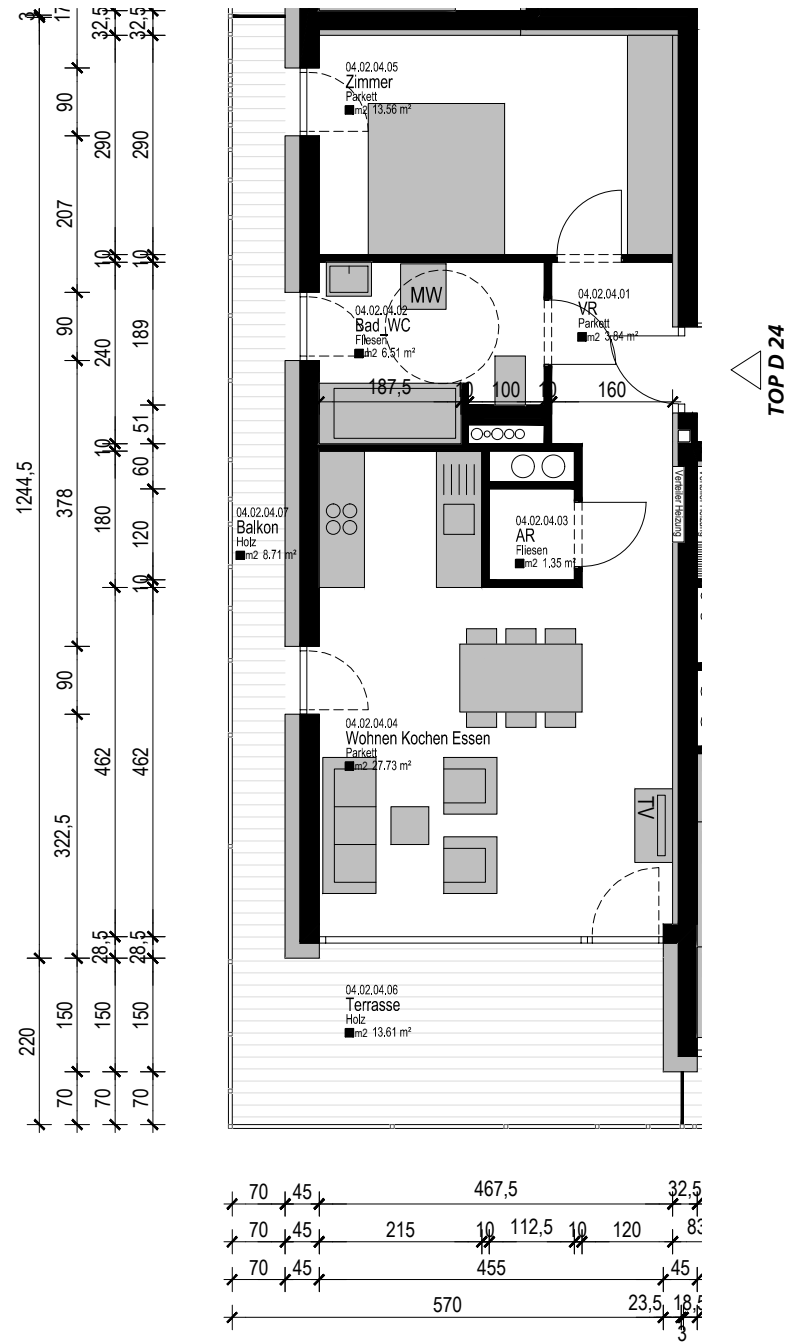 04.02.04.05
Zimmer
Parkett
m2 13.56 m²
MW
04.02.04.02
Bad_WC
Fliesen
m2 6.51 m²
04.02.04.01
VR
Parkett
m2 3.84 m²
TOP D 24
187,5
10
100
10
160
04.02.04.07
Balkon
Holz
m2 8.71 m²
04.02.04.03
AR
Fliesen
m2 1.35 m²
Verteiler Heizung
04.02.04.04
Wohnen Kochen Essen
Parkett
m2 27.73 m²
TV
04.02.04.06
Terrasse
Holz
m2 13.61 m²
3
1244,5
220
17
90
207
90
378
90
322,5
150
70
32,5
290
10
240
10
180
462
28,5
150
70
32,5
290
10
189
51
60
120
10
462
28,5
150
70
70 45 467,5 32,5
70 45 215 10 112,5 10 120 83
70 45 455 45
570 23,5 18,5
3